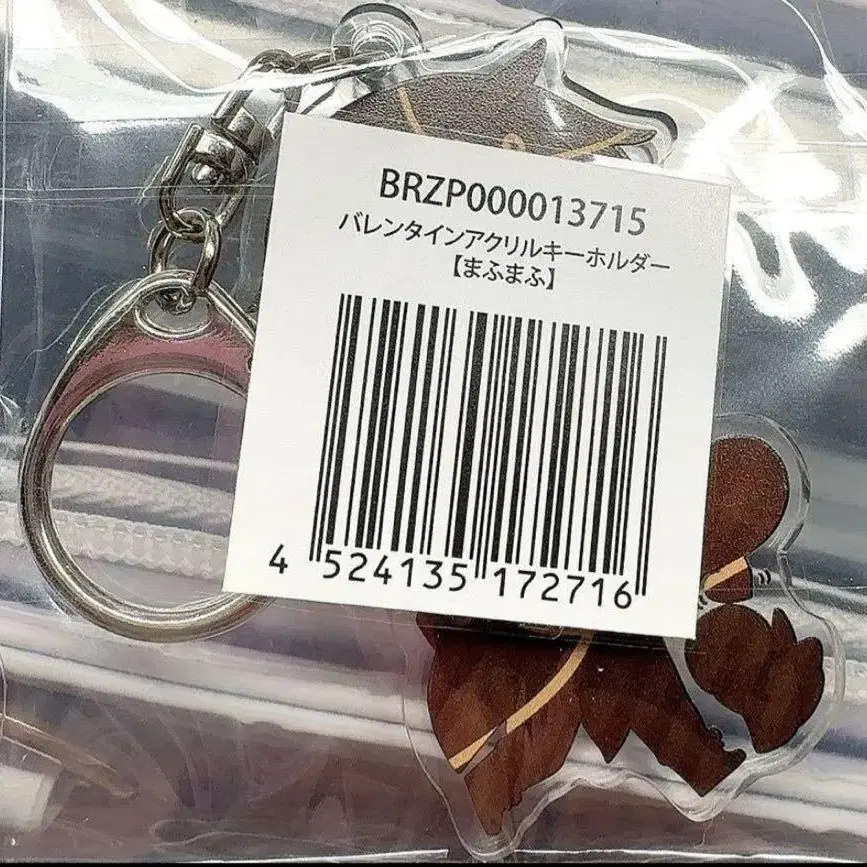 BRZP000013715
バレンタインアクリルキーホルダー
【まふまふ】
4 524135 172716